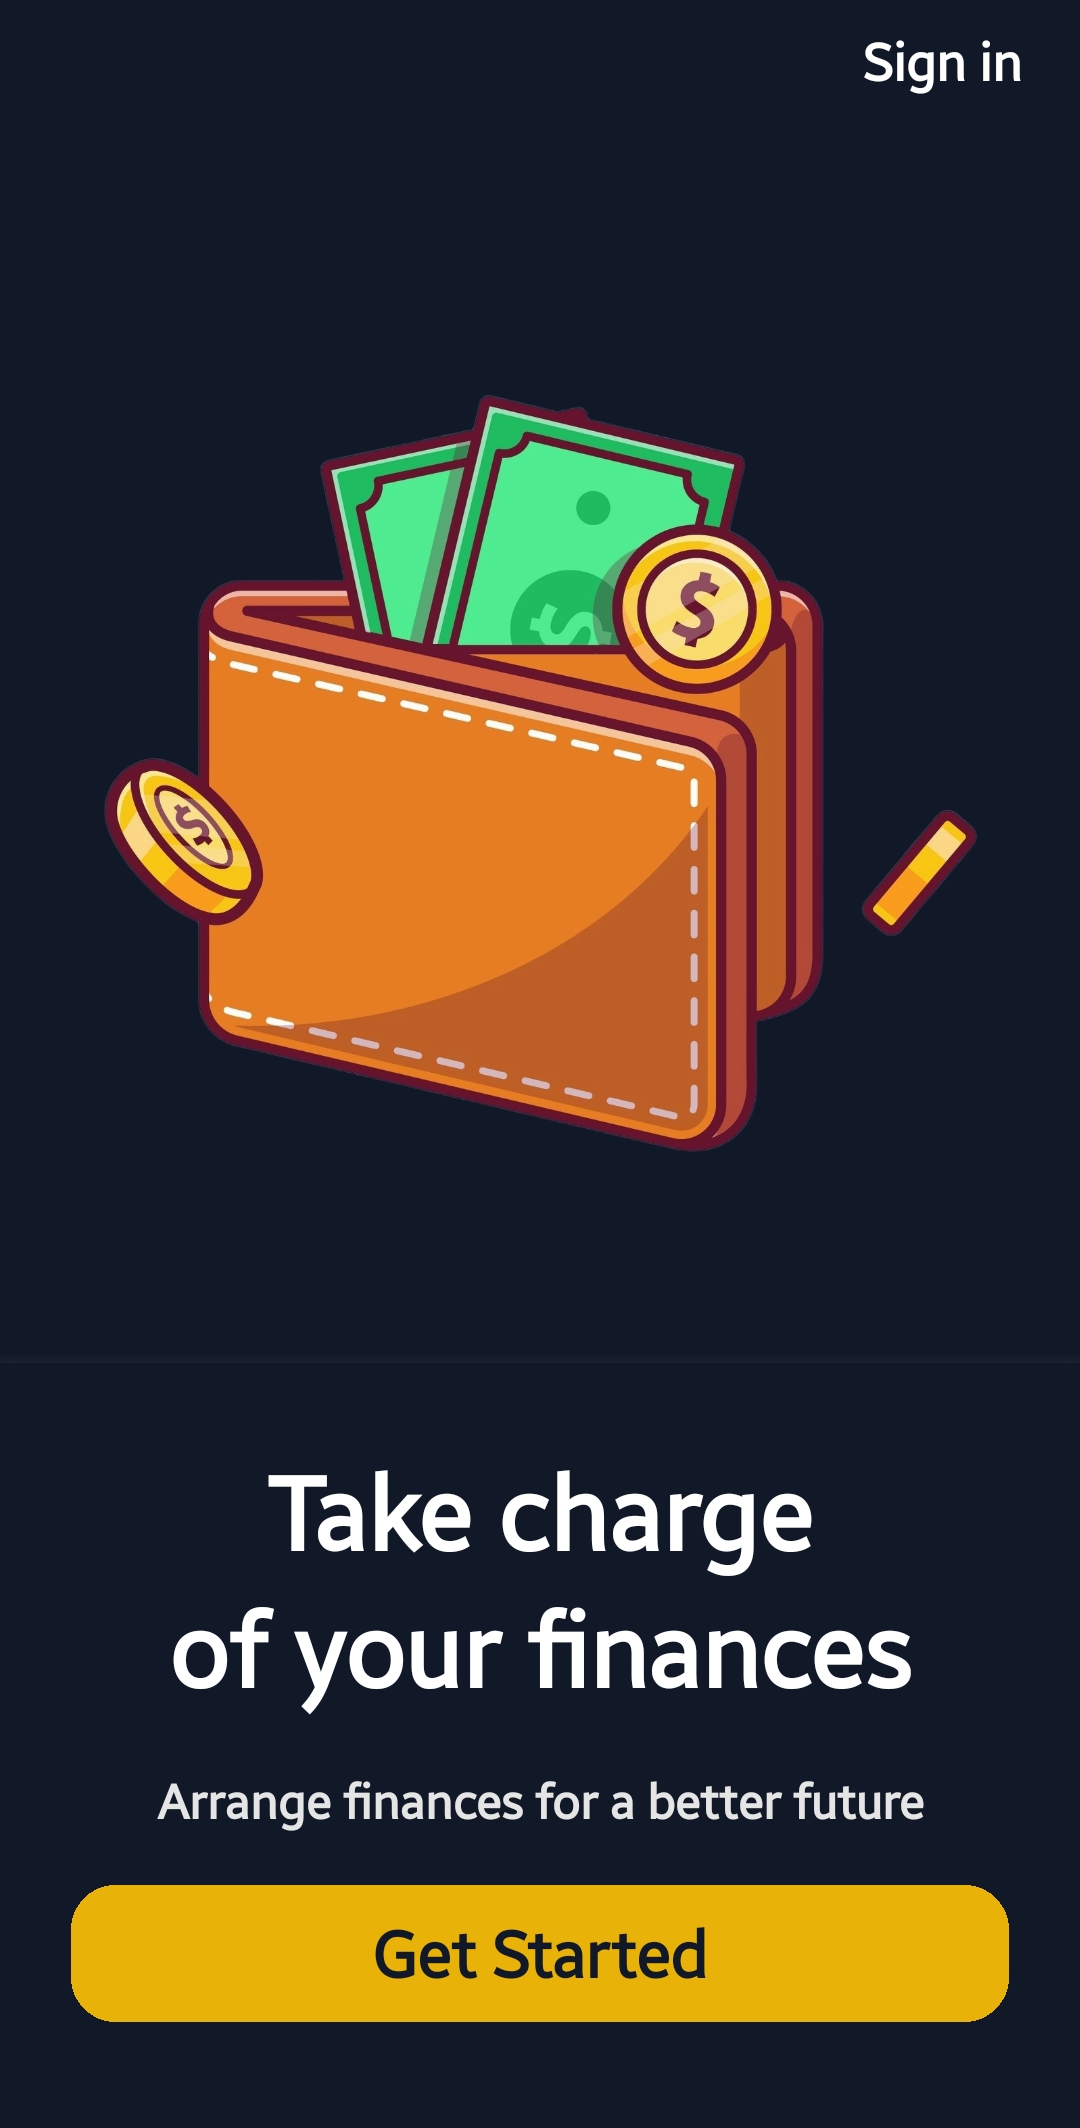 Sign in
$
$
$
Take charge
of your finances
Arrange finances for a better future
Get Started